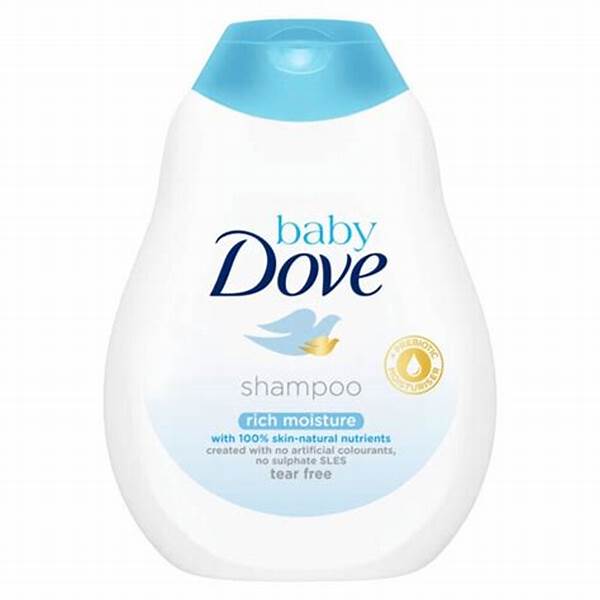 baby
Dove
shampoo
+ PREBIOTIC
MOISTURISER
rich moisture
with 100% skin-natural nutrients
created with no artificial colourants,
no sulphate SLES
tear free